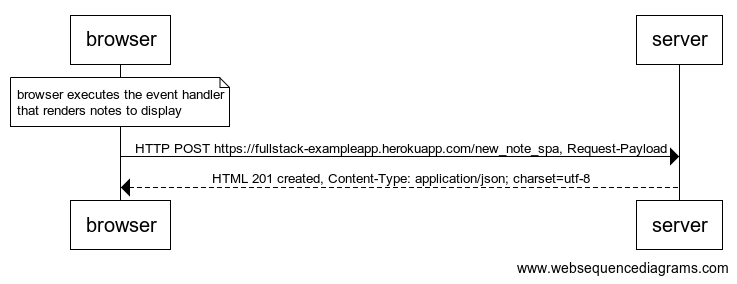 browser
server
browser executes the event handler
that renders notes to display
HTTP POST https://fullstack-exampleapp.herokuapp.com/new_note_spa, Request-Payload
HTML 201 created, Content-Type: application/json; charset=utf-8
browser
server
www.websequencediagrams.com